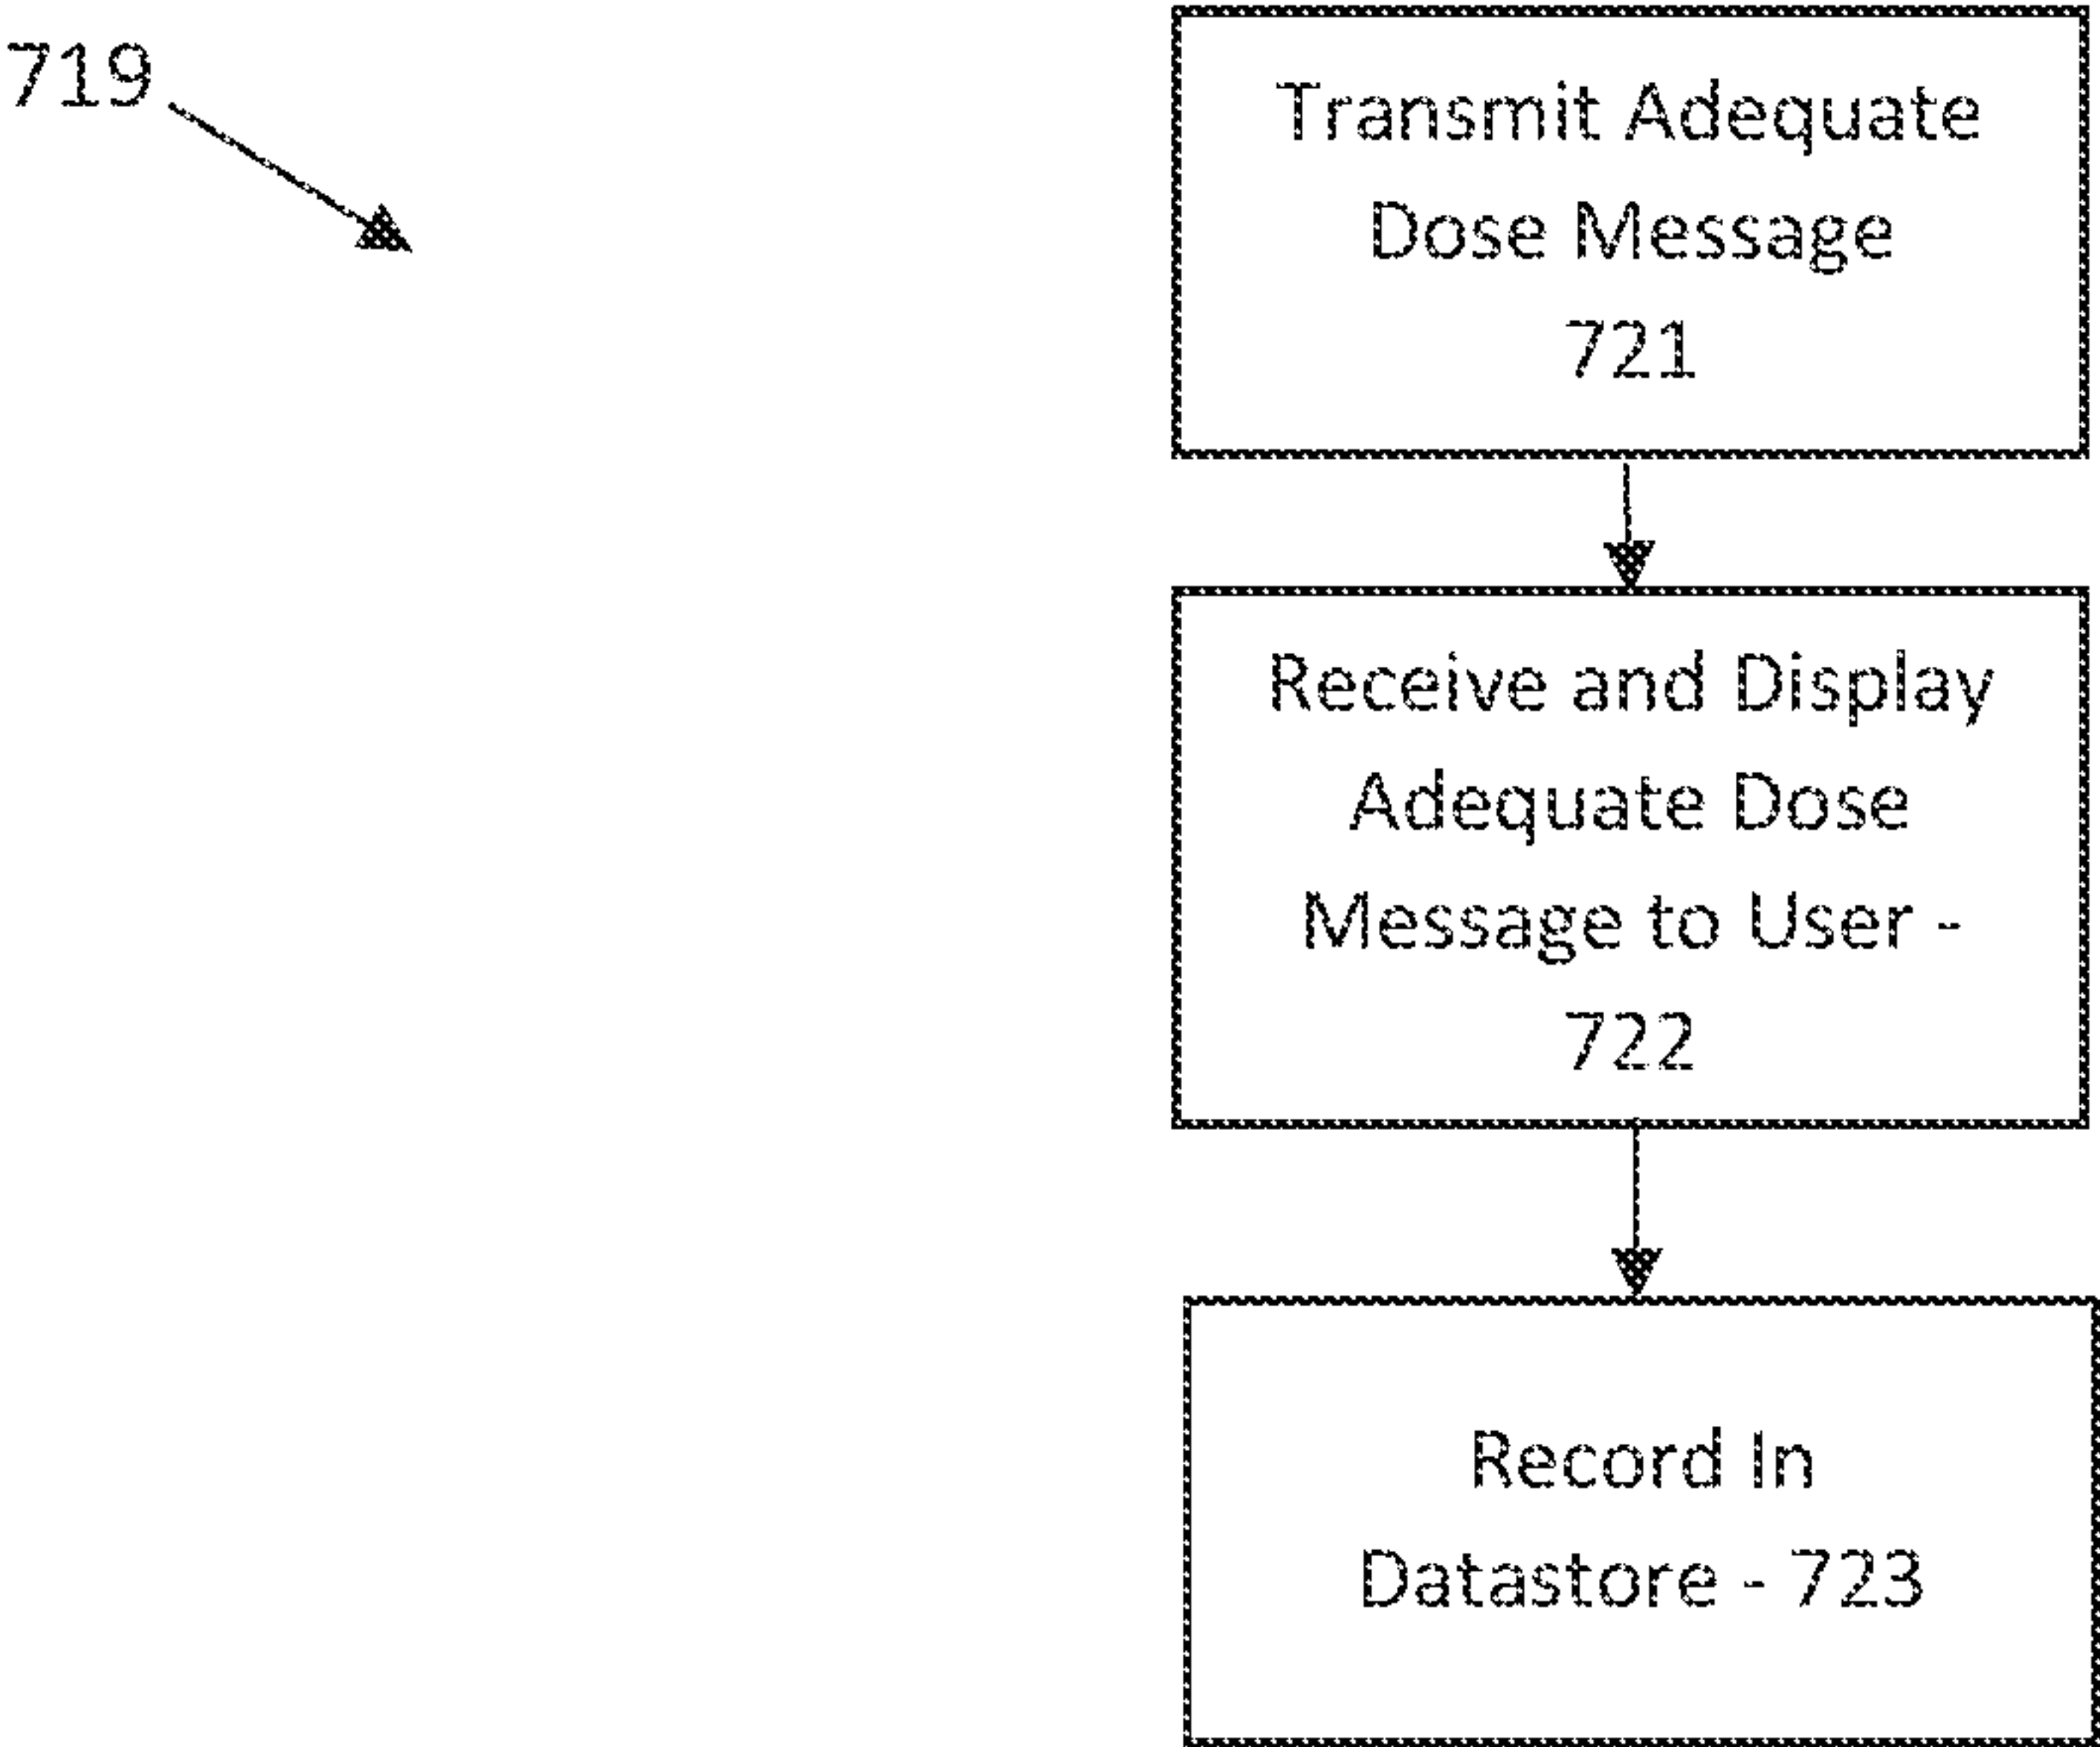 719
Transmit Adequate
Dose Message
721
Receive and Display
Adequate Dose
Message to User -
722
Record In
Datastore - 723